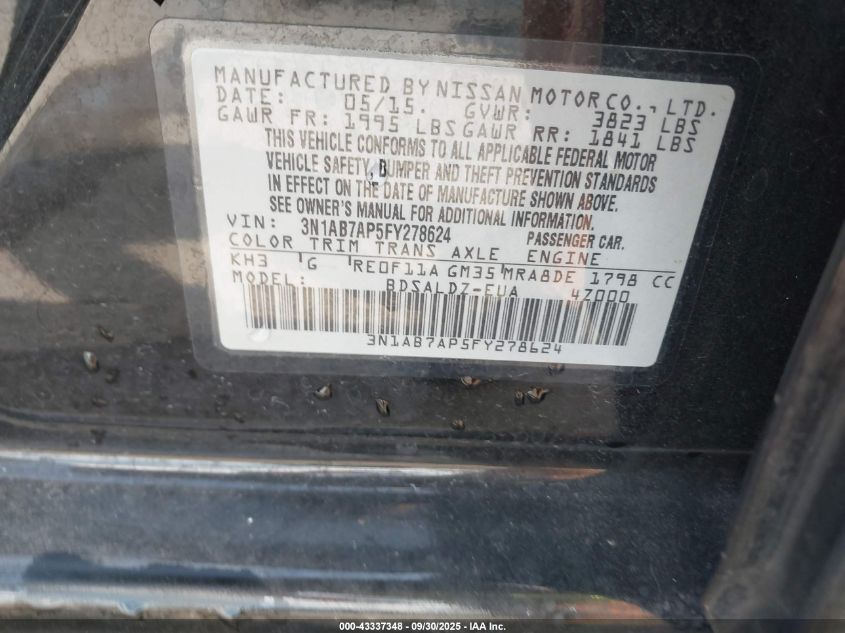 MANUFACTURED BY NISSAN MOTOR CO., LTD.
DATE: 05/15. GVWR: 3823 LBS
GAWR FR: 1995 LBS GAWR RR: 1841 LBS
THIS VEHICLE CONFORMS TO ALL APPLICABLE FEDERAL MOTOR
VEHICLE SAFETY, BUMPER AND THEFT PREVENTION STANDARDS
IN EFFECT ON THE DATE OF MANUFACTURE SHOWN ABOVE.
SEE OWNER'S MANUAL FOR ADDITIONAL INFORMATION.
VIN: 3N1AB7AP5FY278624 PASSENGER CAR.
COLOR TRIM TRANS AXLE ENGINE
KH3 G RE0F11A GM35 MRA8DE 1798 CC
MODEL: BDSALDZ-EUA 4Z000
3N1AB7AP5FY278624
000-43337348 - 09/30/2025 - IAA Inc.